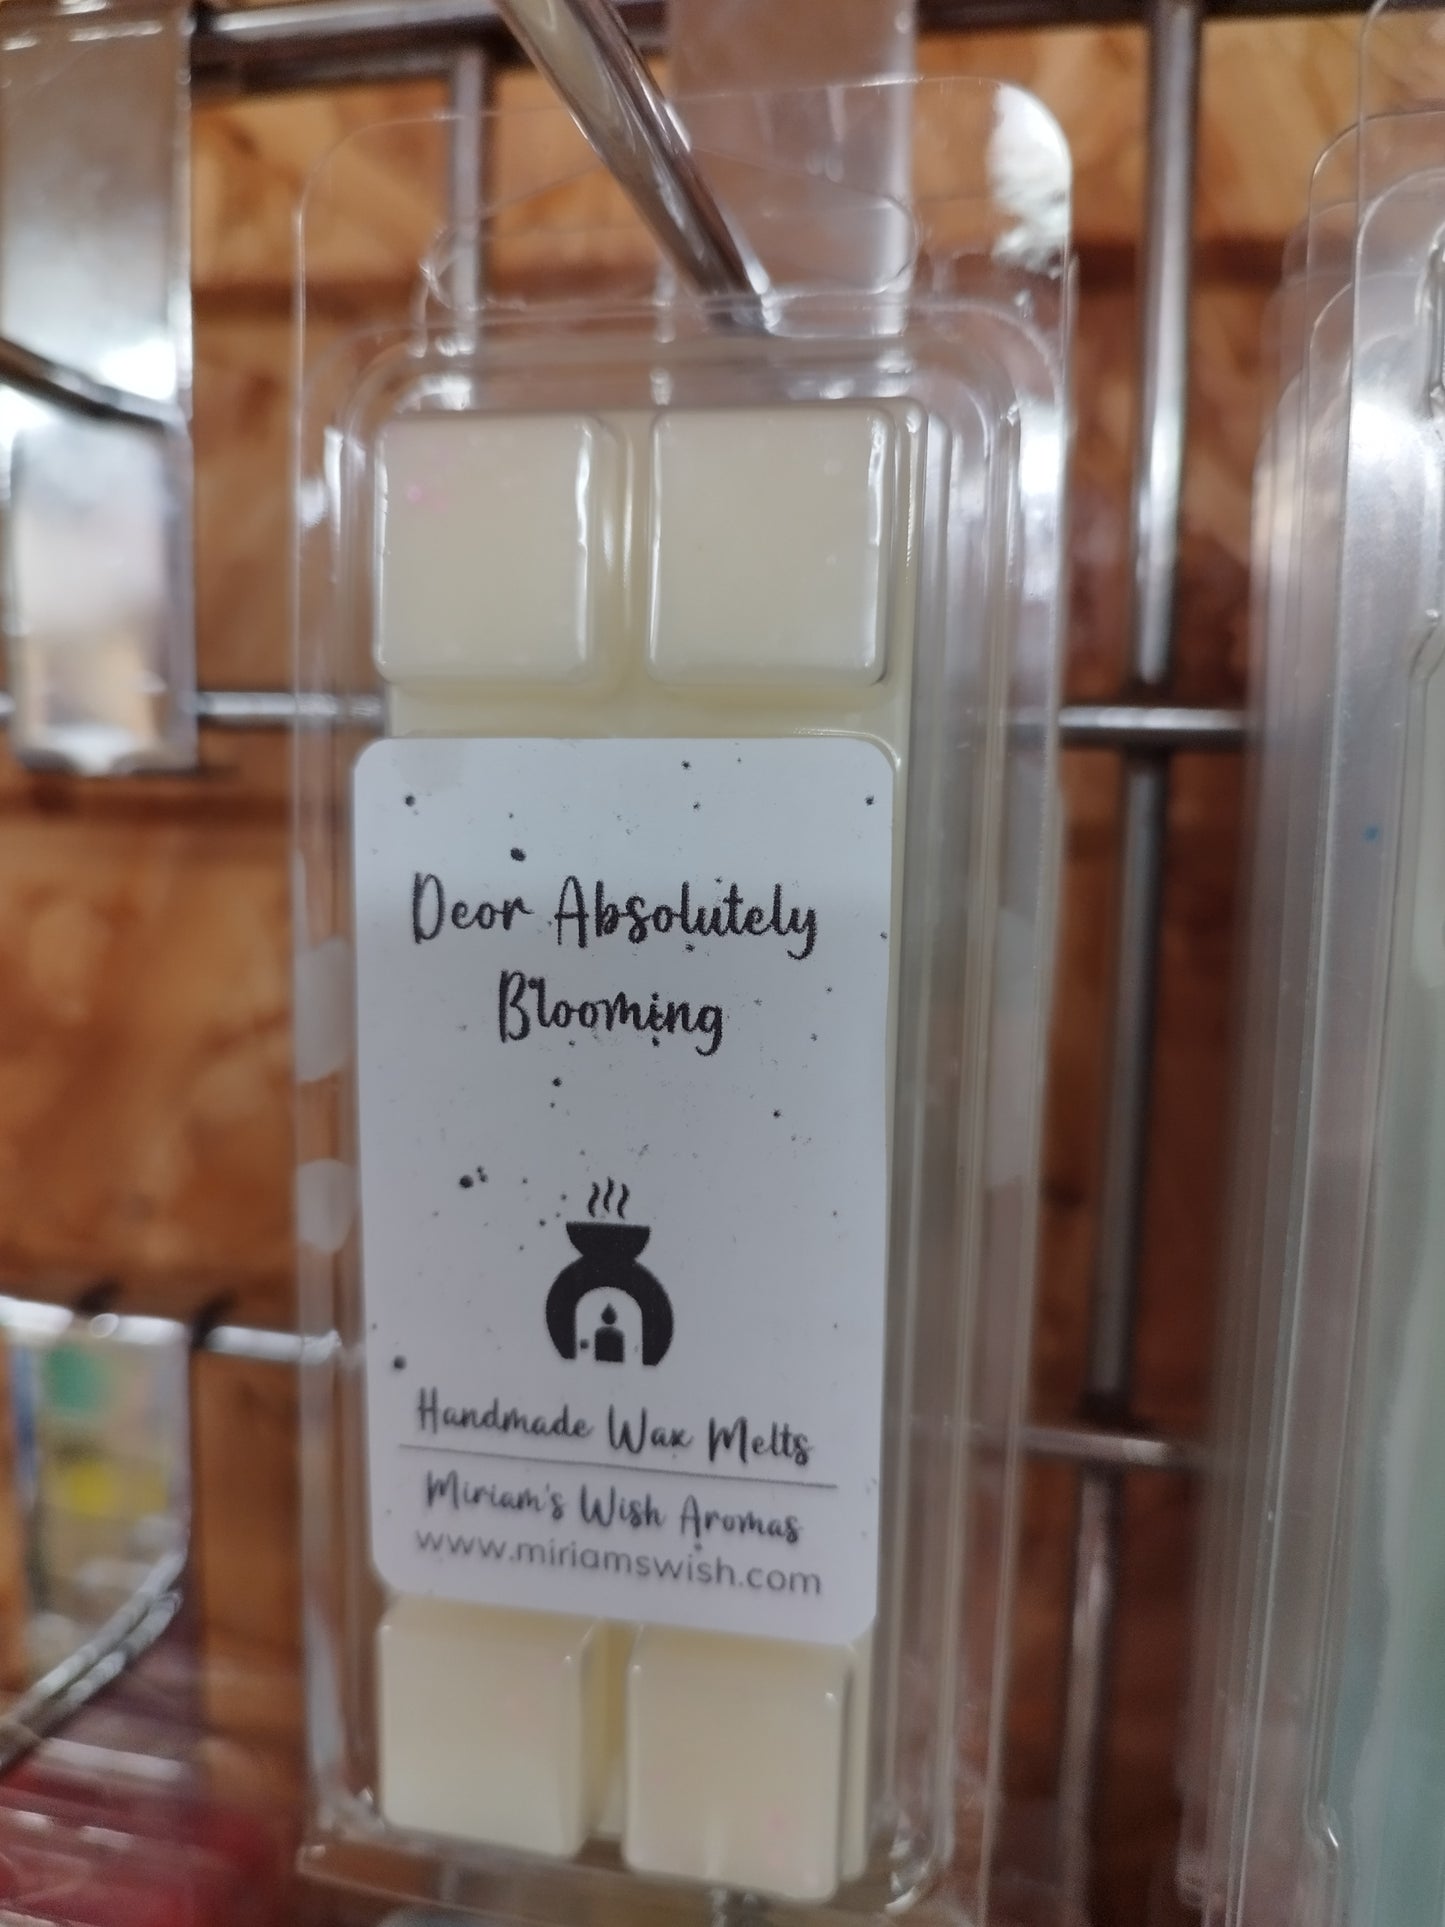 Deor Absolutely
Blooming
Handmade Wax Melts
Miriam's Wish Aromas
www.miriamswish.com